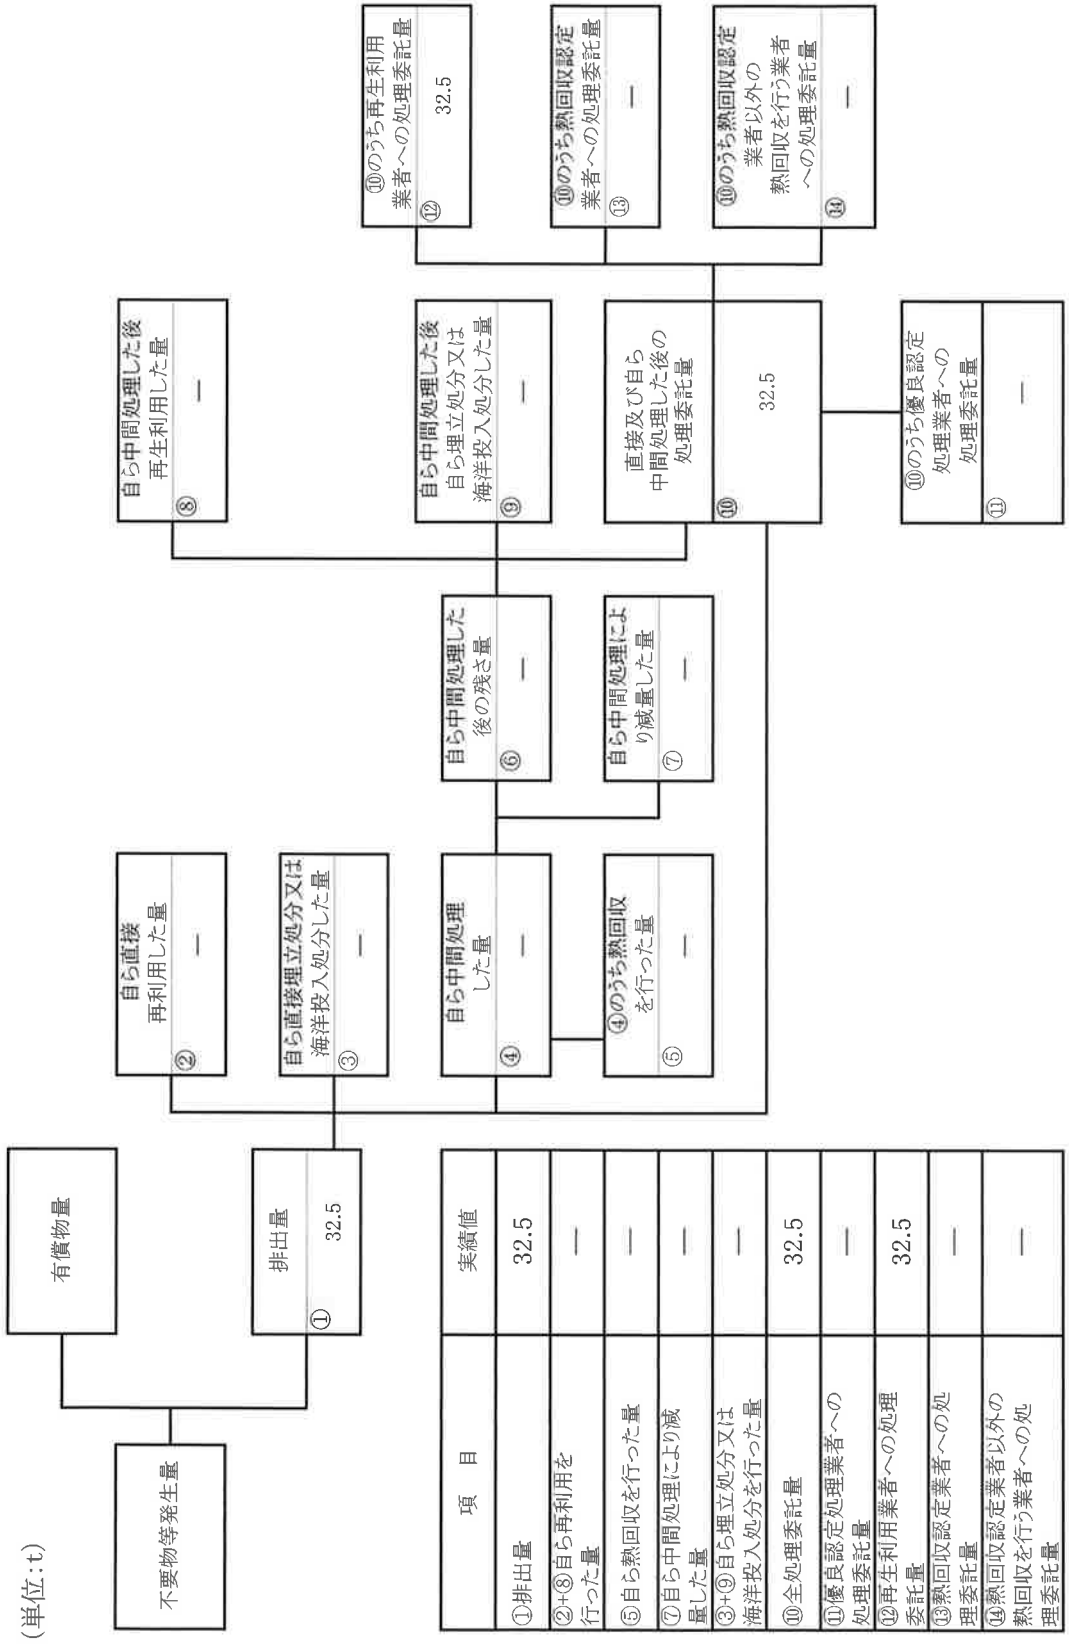 (単位:t)
不要物等発生量
有償物量
排出量
①
32.5
自ら直接
再利用した量
②
—
自ら直接埋立処分又は
海洋投入処分した量
③
—
自ら中間処理
した量
④
—
④のうち熱回収
を行った量
⑤
—
自ら中間処理した
後の残さ量
⑥
—
自ら中間処理によ
り減量した量
⑦
—
自ら中間処理した後
再生利用した量
⑧
—
自ら中間処理した後
自ら埋立処分又は
海洋投入処分した量
⑨
—
直接及び自ら
中間処理した後の
処理委託量
⑩
32.5
⑩のうち優良認定
処理業者への
処理委託量
⑪
—
⑩のうち再生利用
業者への処理委託量
⑫
32.5
⑩のうち熱回収認定
業者への処理委託量
⑬
—
⑩のうち熱回収認定
業者以外の
熱回収を行う業者
への処理委託量
⑭
—
項　目
実績値
①排出量
32.5
②+⑧自ら再利用を
行った量
—
⑤自ら熱回収を行った量
—
⑦自ら中間処理により減
量した量
—
③+⑨自ら埋立処分又は
海洋投入処分を行った量
—
⑩全処理委託量
32.5
⑪優良認定処理業者への
処理委託量
—
⑫再生利用業者への処理
委託量
32.5
⑬熱回収認定業者への処
理委託量
—
⑭熱回収認定業者以外の
熱回収を行う業者への処
理委託量
—